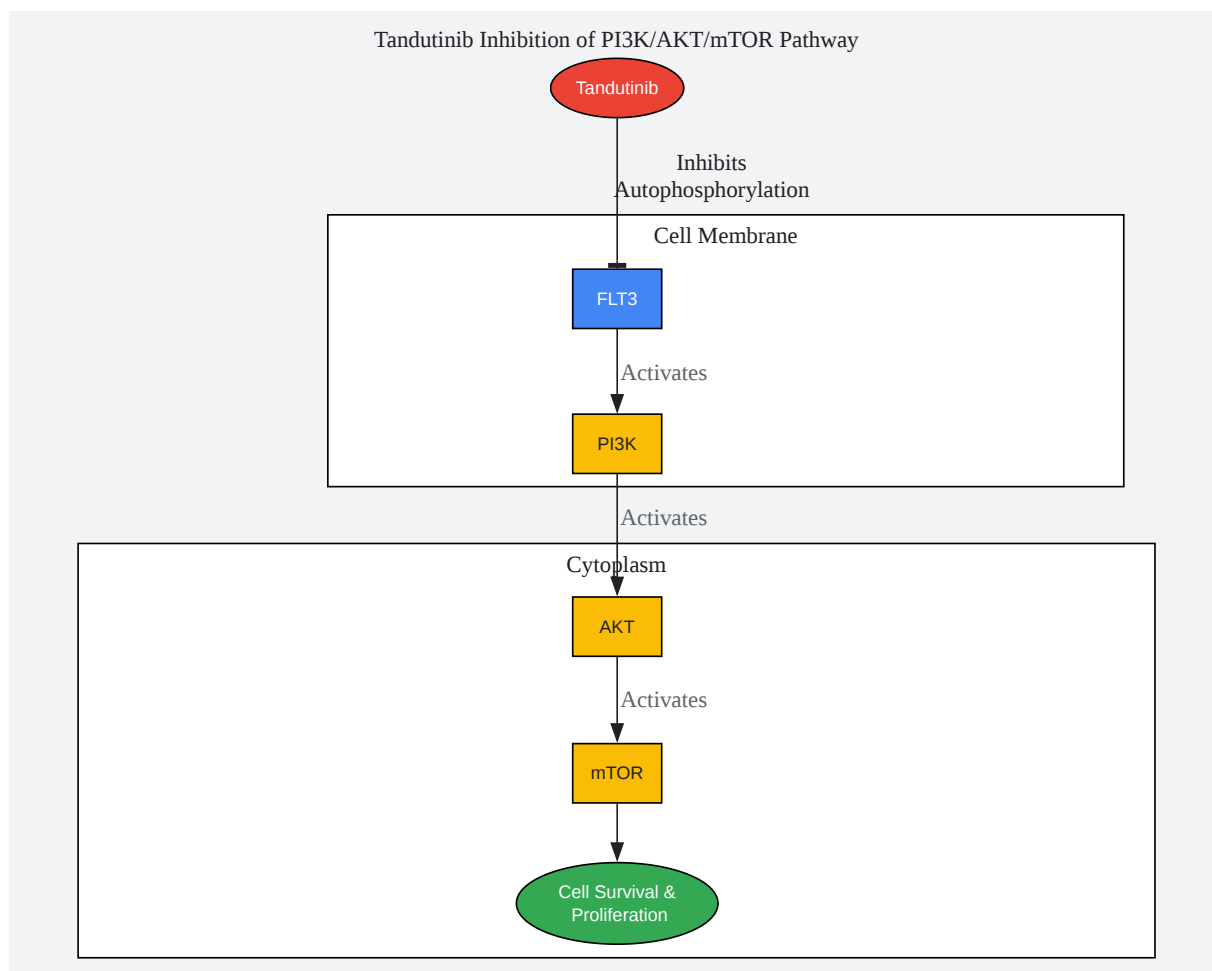 Tandutinib Inhibition of PI3K/AKT/mTOR Pathway
Tandutinib
Inhibits
Autophosphorylation
Cell Membrane
FLT3
Activates
PI3K
Activates
Cytoplasm
AKT
Activates
mTOR
Cell Survival &
Proliferation